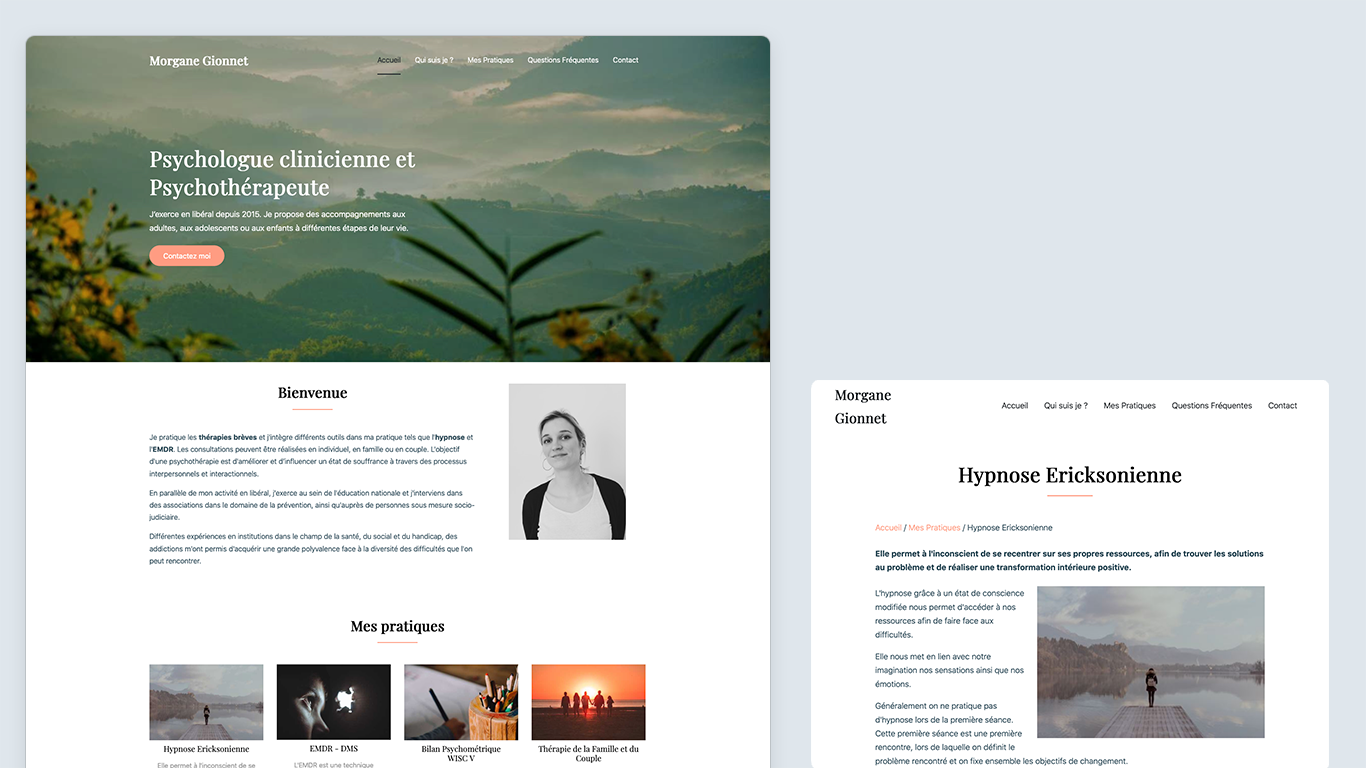 Morgane Gionnet
Accueil Qui suis je ? Mes Pratiques Questions Fréquentes Contact
Psychologue clinicienne et
Psychothérapeute
J'exerce en libéral depuis 2015. Je propose des accompagnements aux
adultes, aux adolescents ou aux enfants à différentes étapes de leur vie.
Contactez moi
Bienvenue
Je pratique les thérapies brèves et j'intègre différents outils dans ma pratique tels que l'hypnose et
l'EMDR. Les consultations peuvent être réalisées en individuel, en famille ou en couple. L'objectif
d'une psychothérapie est d'améliorer et d'influencer un état de souffrance à travers des processus
interpersonnels et interactionnels.
En parallèle de mon activité en libéral, j'exerce au sein de l'éducation nationale et j'interviens dans
des associations dans le domaine de la prévention, ainsi qu'auprès de personnes sous mesure socio-
judiciaire.
Différentes expériences en institutions dans le champ de la santé, du social et du handicap, des
addictions m'ont permis d'acquérir une grande polyvalence face à la diversité des difficultés que l'on
peut rencontrer.
Mes pratiques
Hypnose Ericksonienne
Elle permet à l'inconscient de se
EMDR - DMS
L'EMDR est une technique
Bilan Psychométrique
WISC V
Thérapie de la Famille et du
Couple
Morgane
Gionnet
Accueil Qui suis je ? Mes Pratiques Questions Fréquentes Contact
Hypnose Ericksonienne
Accueil / Mes Pratiques / Hypnose Ericksonienne
Elle permet à l'inconscient de se recentrer sur ses propres ressources, afin de trouver les solutions
au problème et de réaliser une transformation intérieure positive.
L'hypnose grâce à un état de conscience
modifiée nous permet d'accéder à nos
ressources afin de faire face aux
difficultés.
Elle nous met en lien avec notre
imagination nos sensations ainsi que nos
émotions.
Généralement on ne pratique pas
d'hypnose lors de la première séance.
Cette première séance est une première
rencontre, lors de laquelle on définit le
problème rencontré et on fixe ensemble les objectifs de changement.